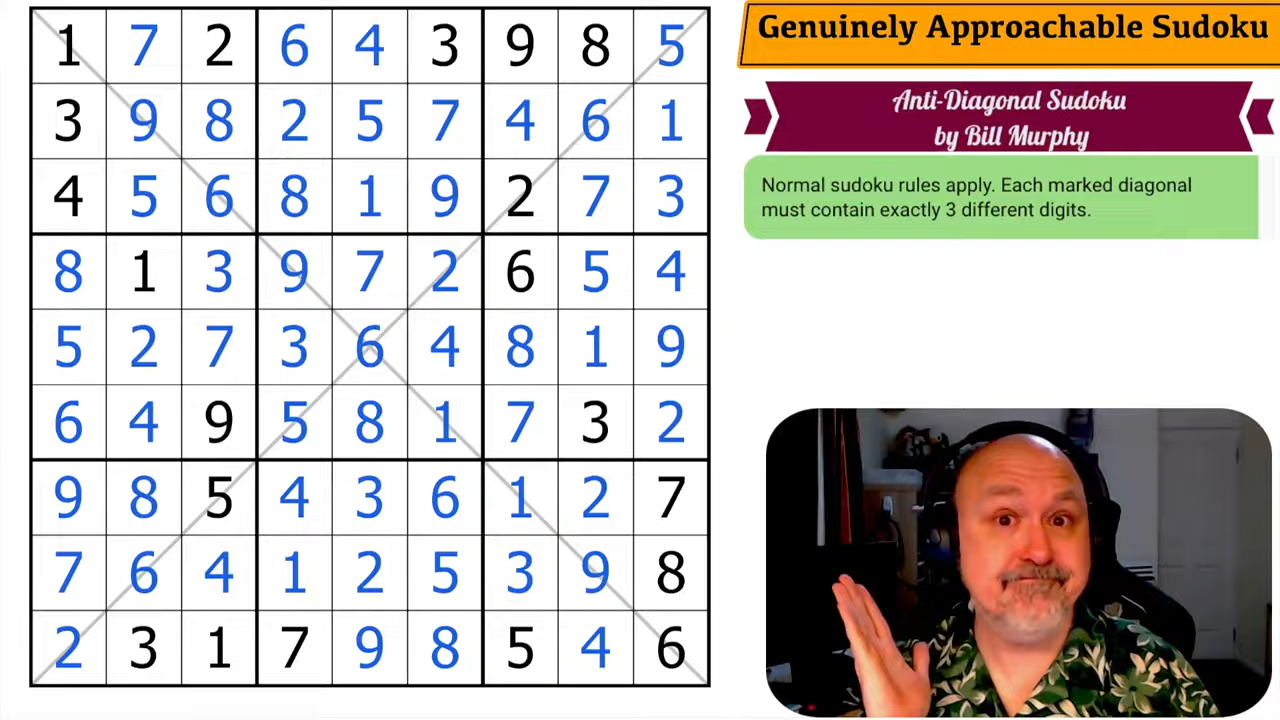 Genuinely Approachable Sudoku
Anti-Diagonal Sudoku
by Bill Murphy
Normal sudoku rules apply. Each marked diagonal
must contain exactly 3 different digits.
1 7 2 6 4 3 9 8 5
3 9 8 2 5 7 4 6 1
4 5 6 8 1 9 2 7 3
8 1 3 9 7 2 6 5 4
5 2 7 3 6 4 8 1 9
6 4 9 5 8 1 7 3 2
9 8 5 4 3 6 1 2 7
7 6 4 1 2 5 3 9 8
2 3 1 7 9 8 5 4 6